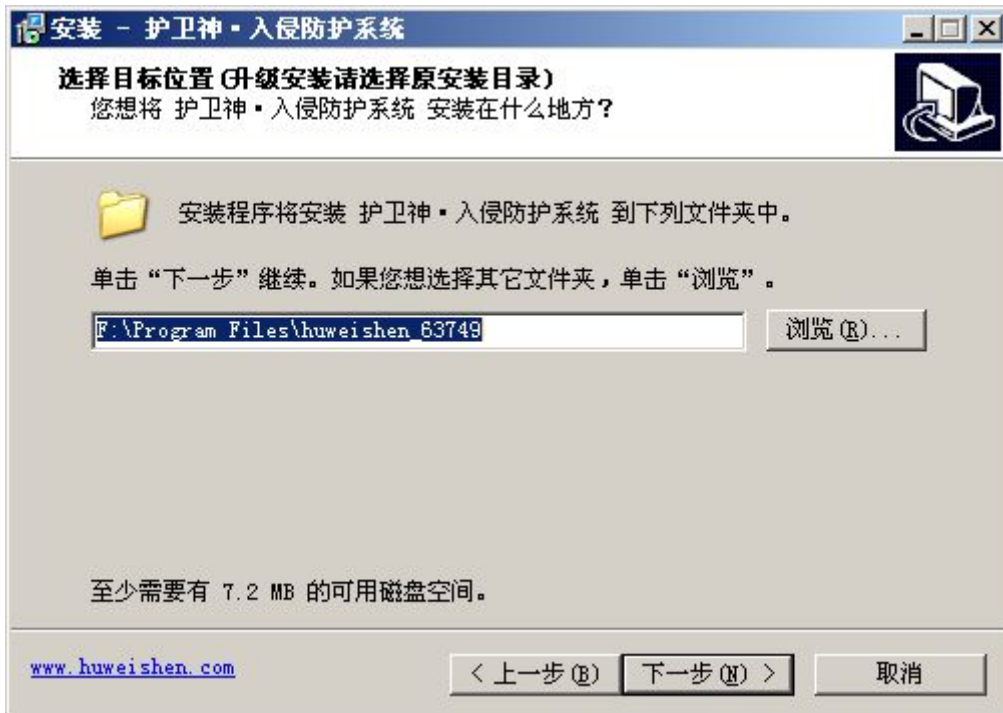 安装 - 护卫神·入侵防护系统
选择目标位置(升级安装请选择原安装目录)
您想将 护卫神·入侵防护系统 安装在什么地方?
安装程序将安装 护卫神·入侵防护系统 到下列文件夹中。
单击“下一步”继续。如果您想选择其它文件夹,单击“浏览”。
F:\Program Files\huweishen_63749
浏览(R)...
至少需要有 7.2 MB 的可用磁盘空间。
www.huweishen.com
< 上一步(B)
下一步(N) >
取消